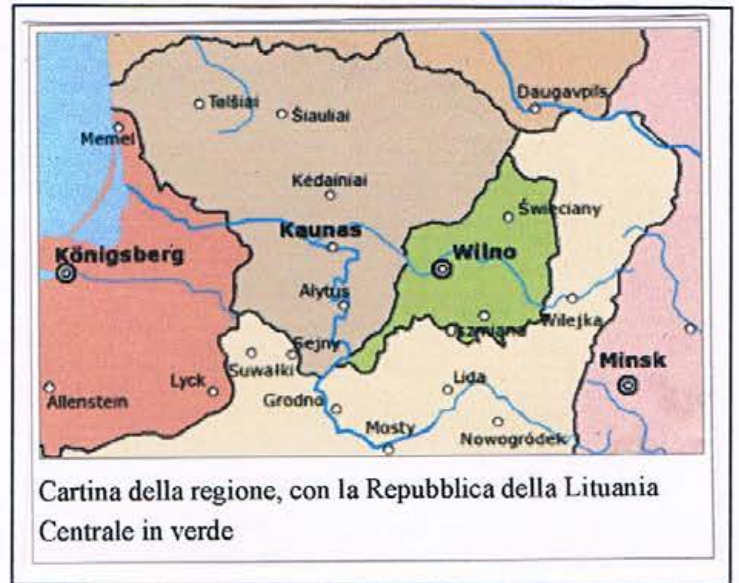 Daugavpils
Telšiai
Šiauliai
Memel
Kėdainiai
Święciany
Kaunas
Wilno
Königsberg
Alytus
Wilejka
Sejny
Suwałki
Minsk
Lyck
Lida
Allenstein
Grodno
Mosty
Nowogródek
Cartina della regione, con la Repubblica della Lituania
Centrale in verde